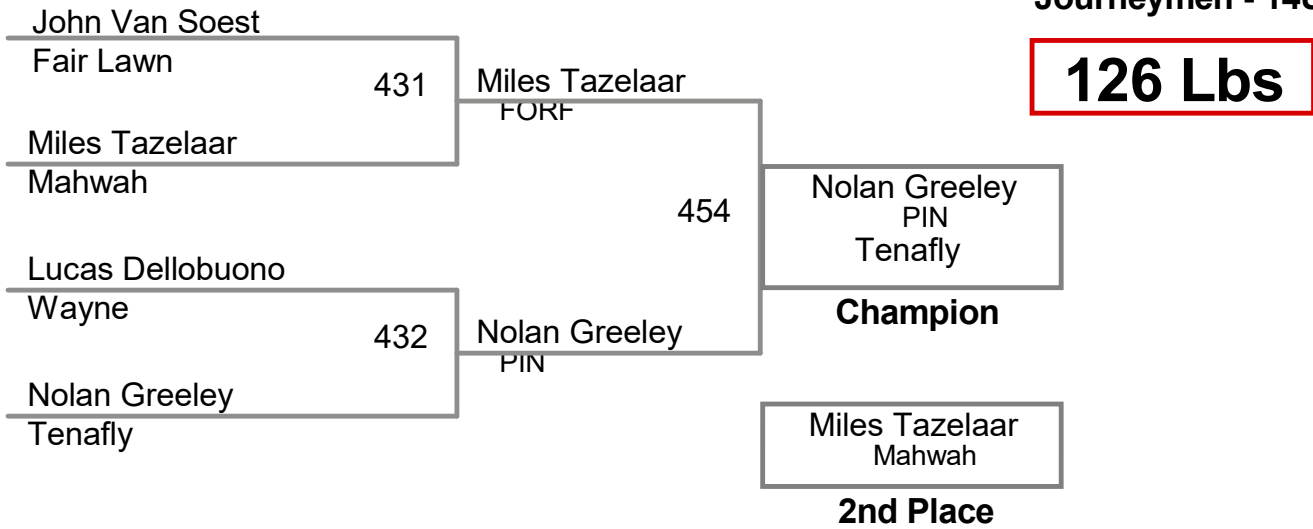 Journeymen - 
126 Lbs
John Van Soest
Fair Lawn
431
Miles Tazelaar
FORF
Miles Tazelaar
Mahwah
454
Nolan Greeley
PIN
Tenafly
Champion
Lucas Dellobuono
Wayne
432
Nolan Greeley
PIN
Nolan Greeley
Tenafly
Miles Tazelaar
Mahwah
2nd Place